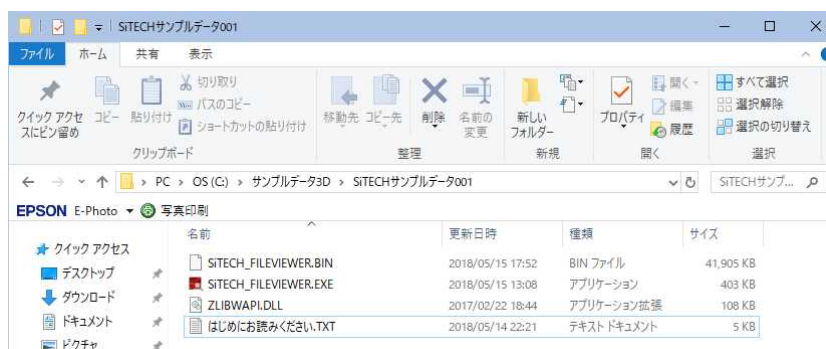 SiTECHサンプルデータ001
ファイル ホーム 共有 表示
クイック アクセスにピン留め
コピー
貼り付け
切り取り
パスのコピー
ショートカットの貼り付け
クリップボード
移動先
コピー先
削除
名前の変更
整理
新しいフォルダー
新規
プロパティ
開く
編集
履歴
開く
すべて選択
選択解除
選択の切り替え
選択
PC > OS (C:) > サンプルデータ3D > SiTECHサンプルデータ001
SiTECHサンプ...
EPSON E-Photo 写真印刷
クイック アクセス
デスクトップ
ダウンロード
ドキュメント
ピクチャ
名前 更新日時 種類 サイズ
SiTECH_FILEVIEWER.BIN 2018/05/15 17:52 BIN ファイル 41,905 KB
SiTECH_FILEVIEWER.EXE 2018/05/15 13:08 アプリケーション 403 KB
ZLIBWAPI.DLL 2017/02/22 18:44 アプリケーション拡張 108 KB
はじめにお読みください.TXT 2018/05/14 22:21 テキスト ドキュメント 5 KB